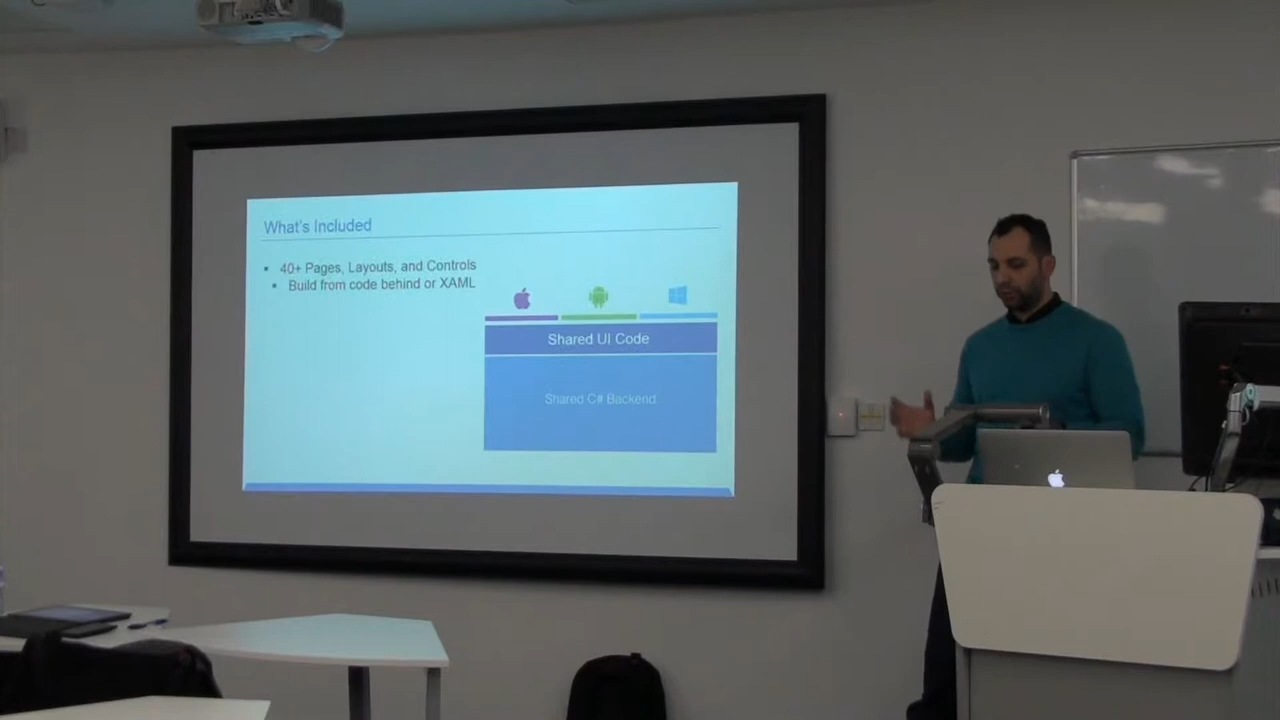 What's Included
40+ Pages, Layouts, and Controls
Build from code behind or XAML
Shared UI Code
Shared C# Backend